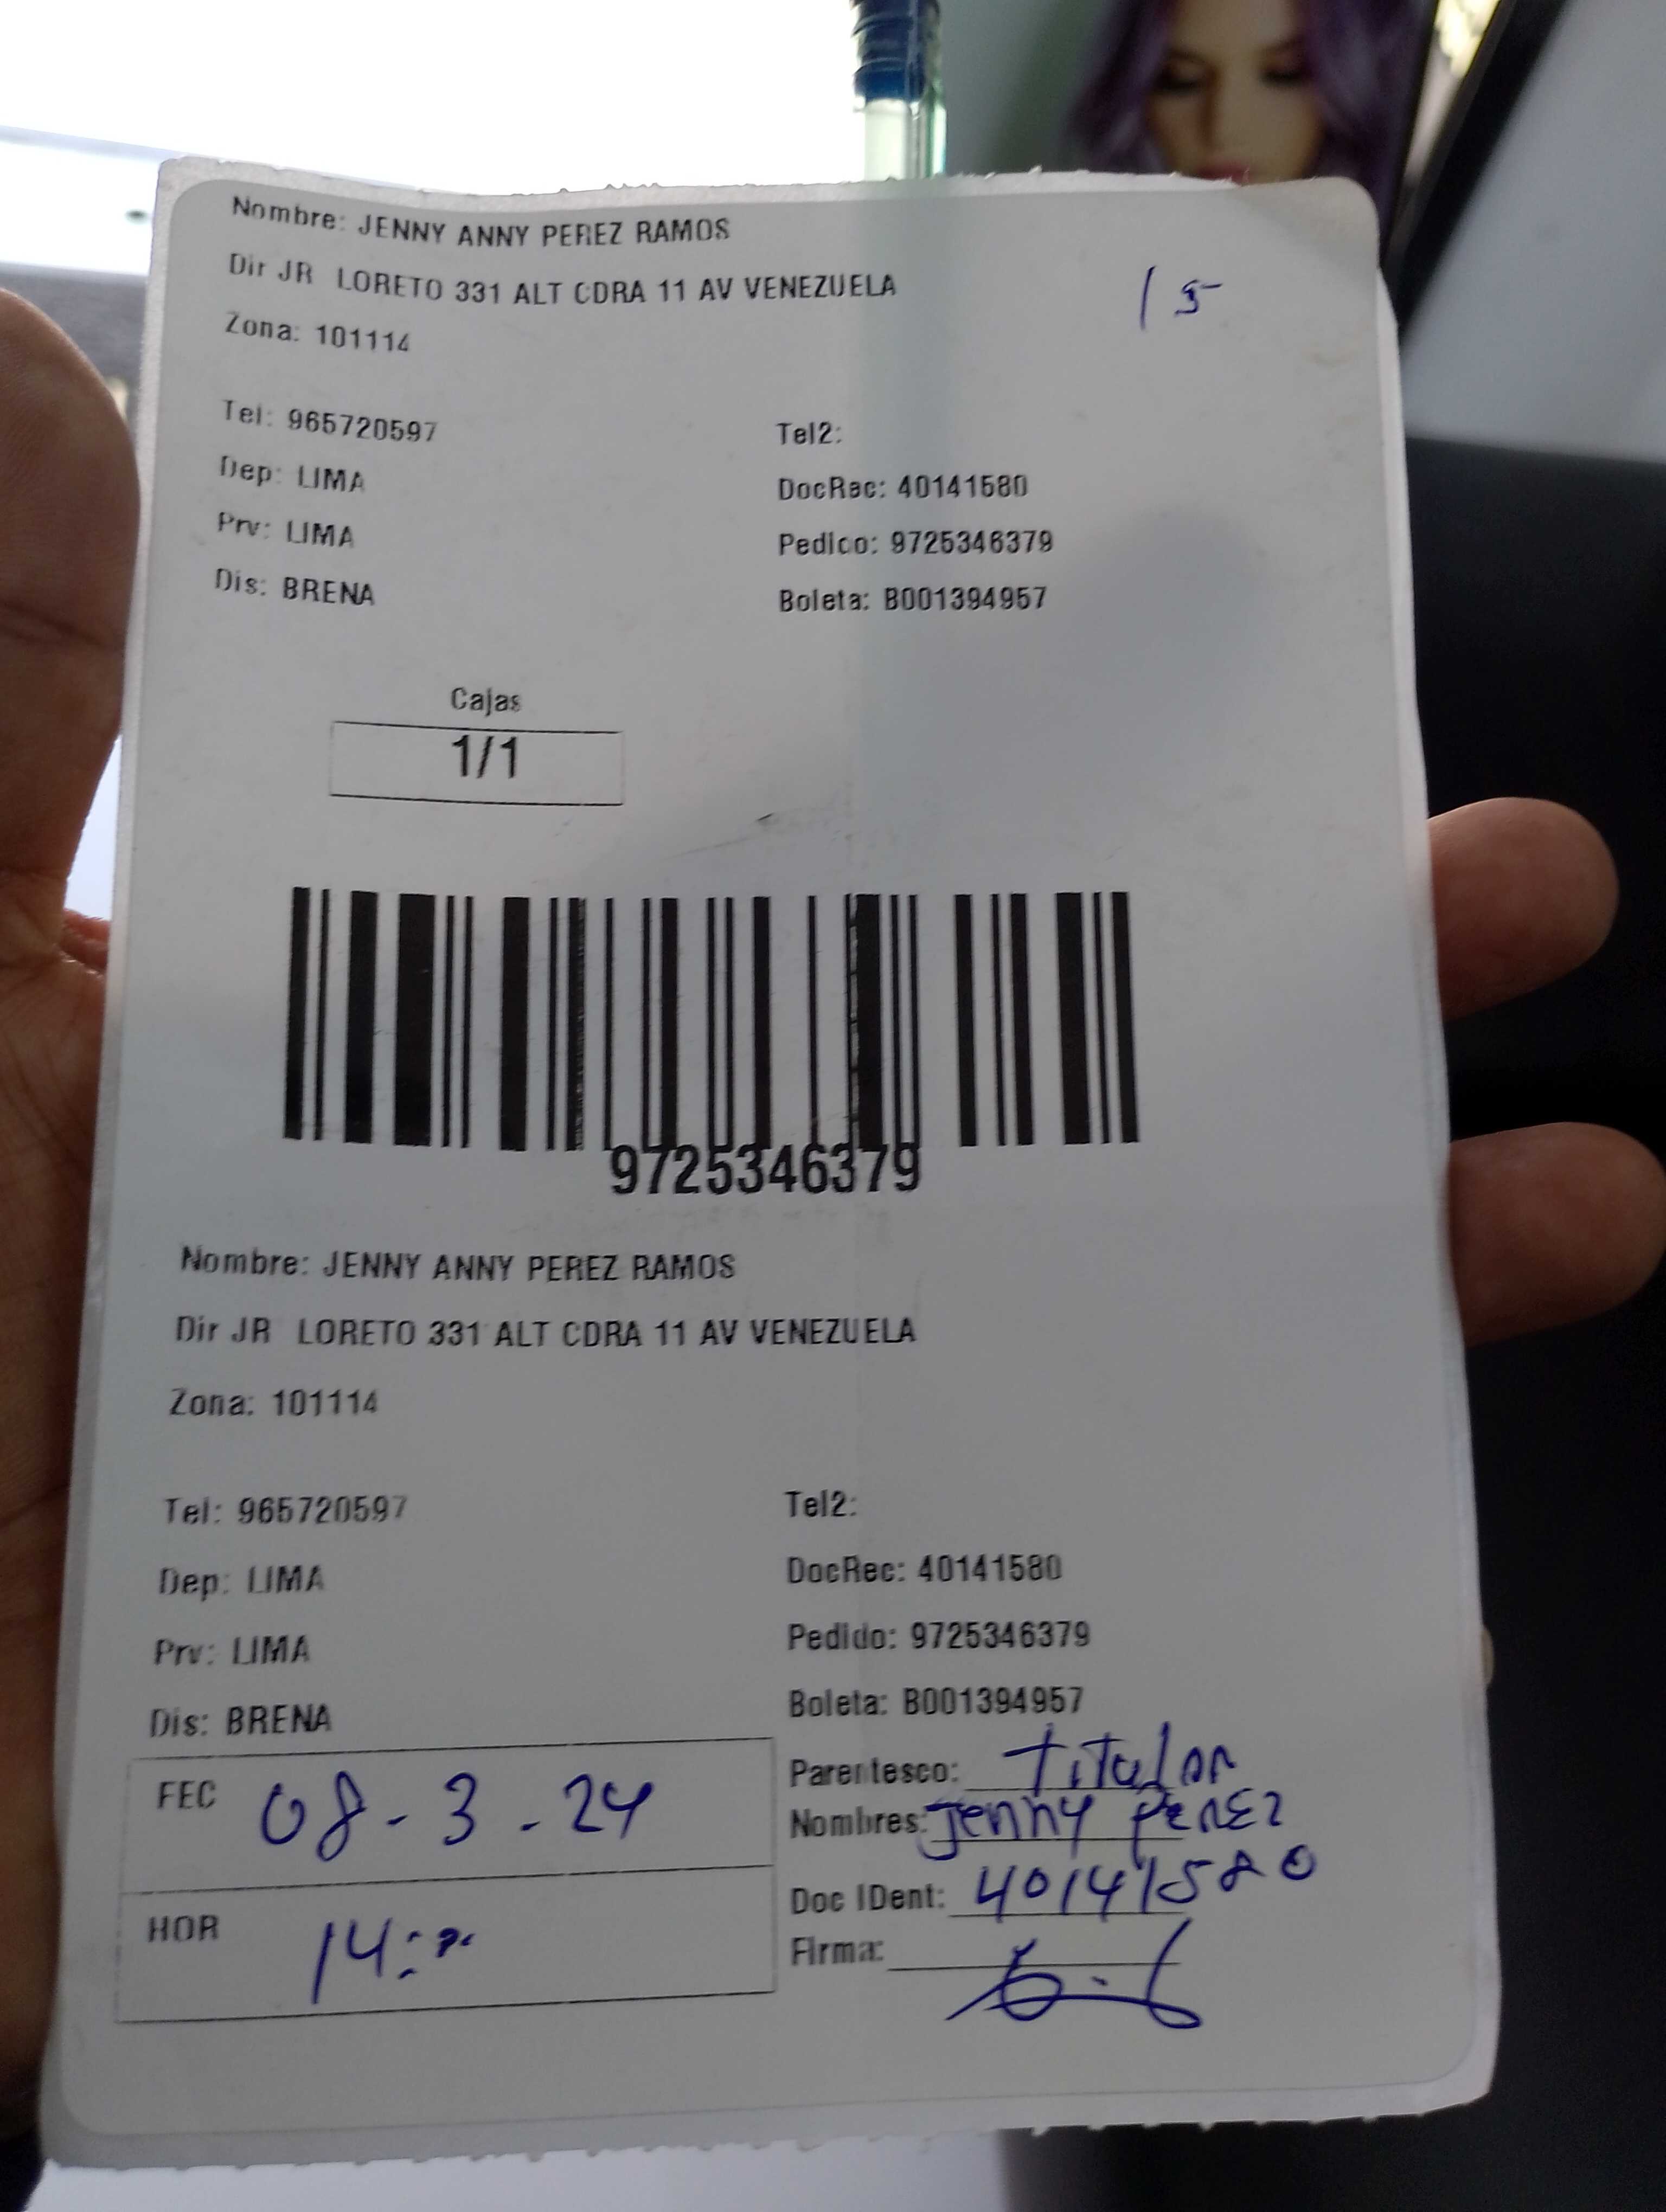 Nombre: JENNY ANNY PEREZ RAMOS
Dir JR LORETO 331 ALT CDRA 11 AV VENEZUELA
15
Zona: 101114
Tel: 965720597 Tel2:
Dep: LIMA DocRec: 40141580
Prv: LIMA Pedido: 9725346379
Dis: BRENA Boleta: B001394957
Cajas
1/1
9725346379
Nombre: JENNY ANNY PEREZ RAMOS
Dir JR LORETO 331 ALT CDRA 11 AV VENEZUELA
Zona: 101114
Tel: 965720597 Tel2:
Dep: LIMA DocRec: 40141580
Prv: LIMA Pedido: 9725346379
Dis: BRENA Boleta: B001394957
FEC 08-3-24 Parentesco: Titular
Nombres: Jenny Perez
Doc IDent: 40141580
HOR 14: Firma: